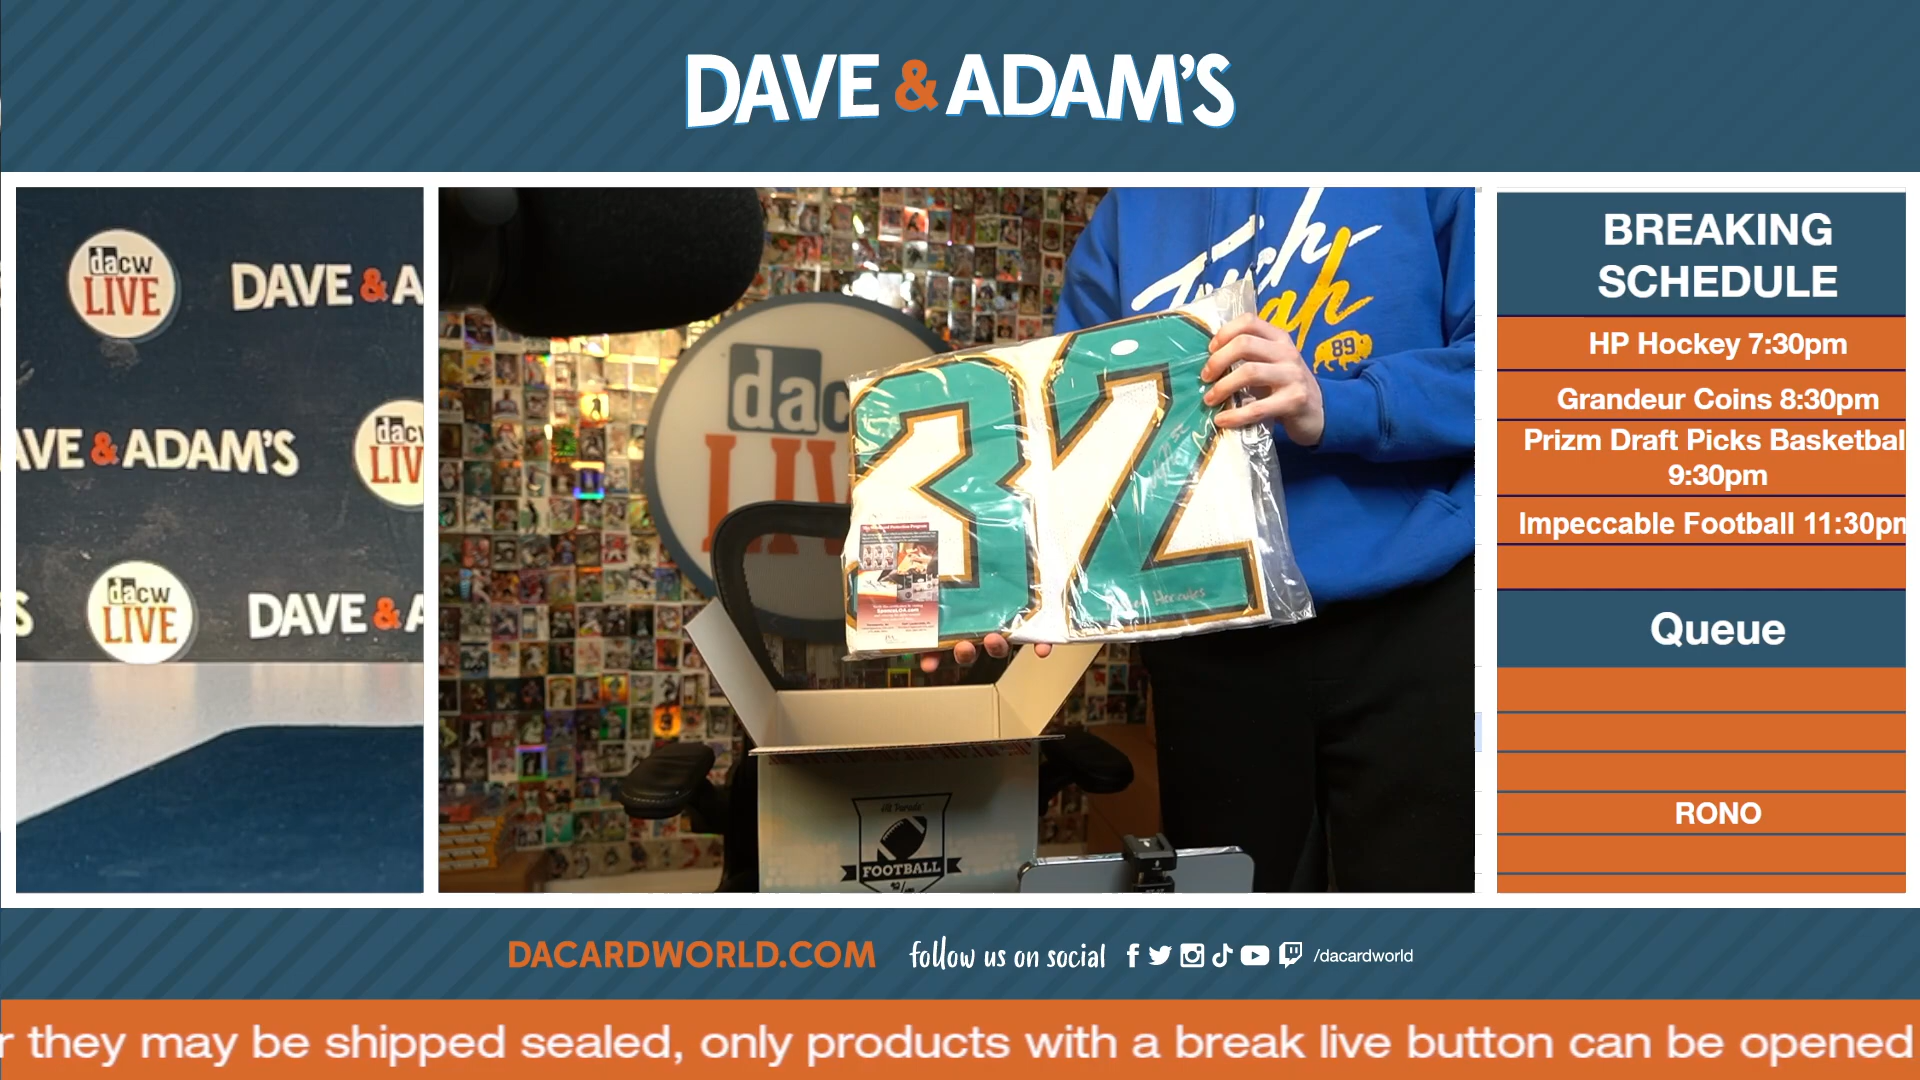 DAVE & ADAM'S
dacw
LIVE
DAVE & A
AVE & ADAM'S
dacw
LIV
dacw
LIVE
S
DAVE & A
dac
LIV
89
32
Hercules
FOOTBALL
BREAKING
SCHEDULE
HP Hockey 7:30pm
Grandeur Coins 8:30pm
Prizm Draft Picks Basketbal
9:30pm
Impeccable Football 11:30pm
Queue
RONO
DACARDWORLD.COM
follow us on social
/dacardworld
r they may be shipped sealed, only products with a break live button can be opened